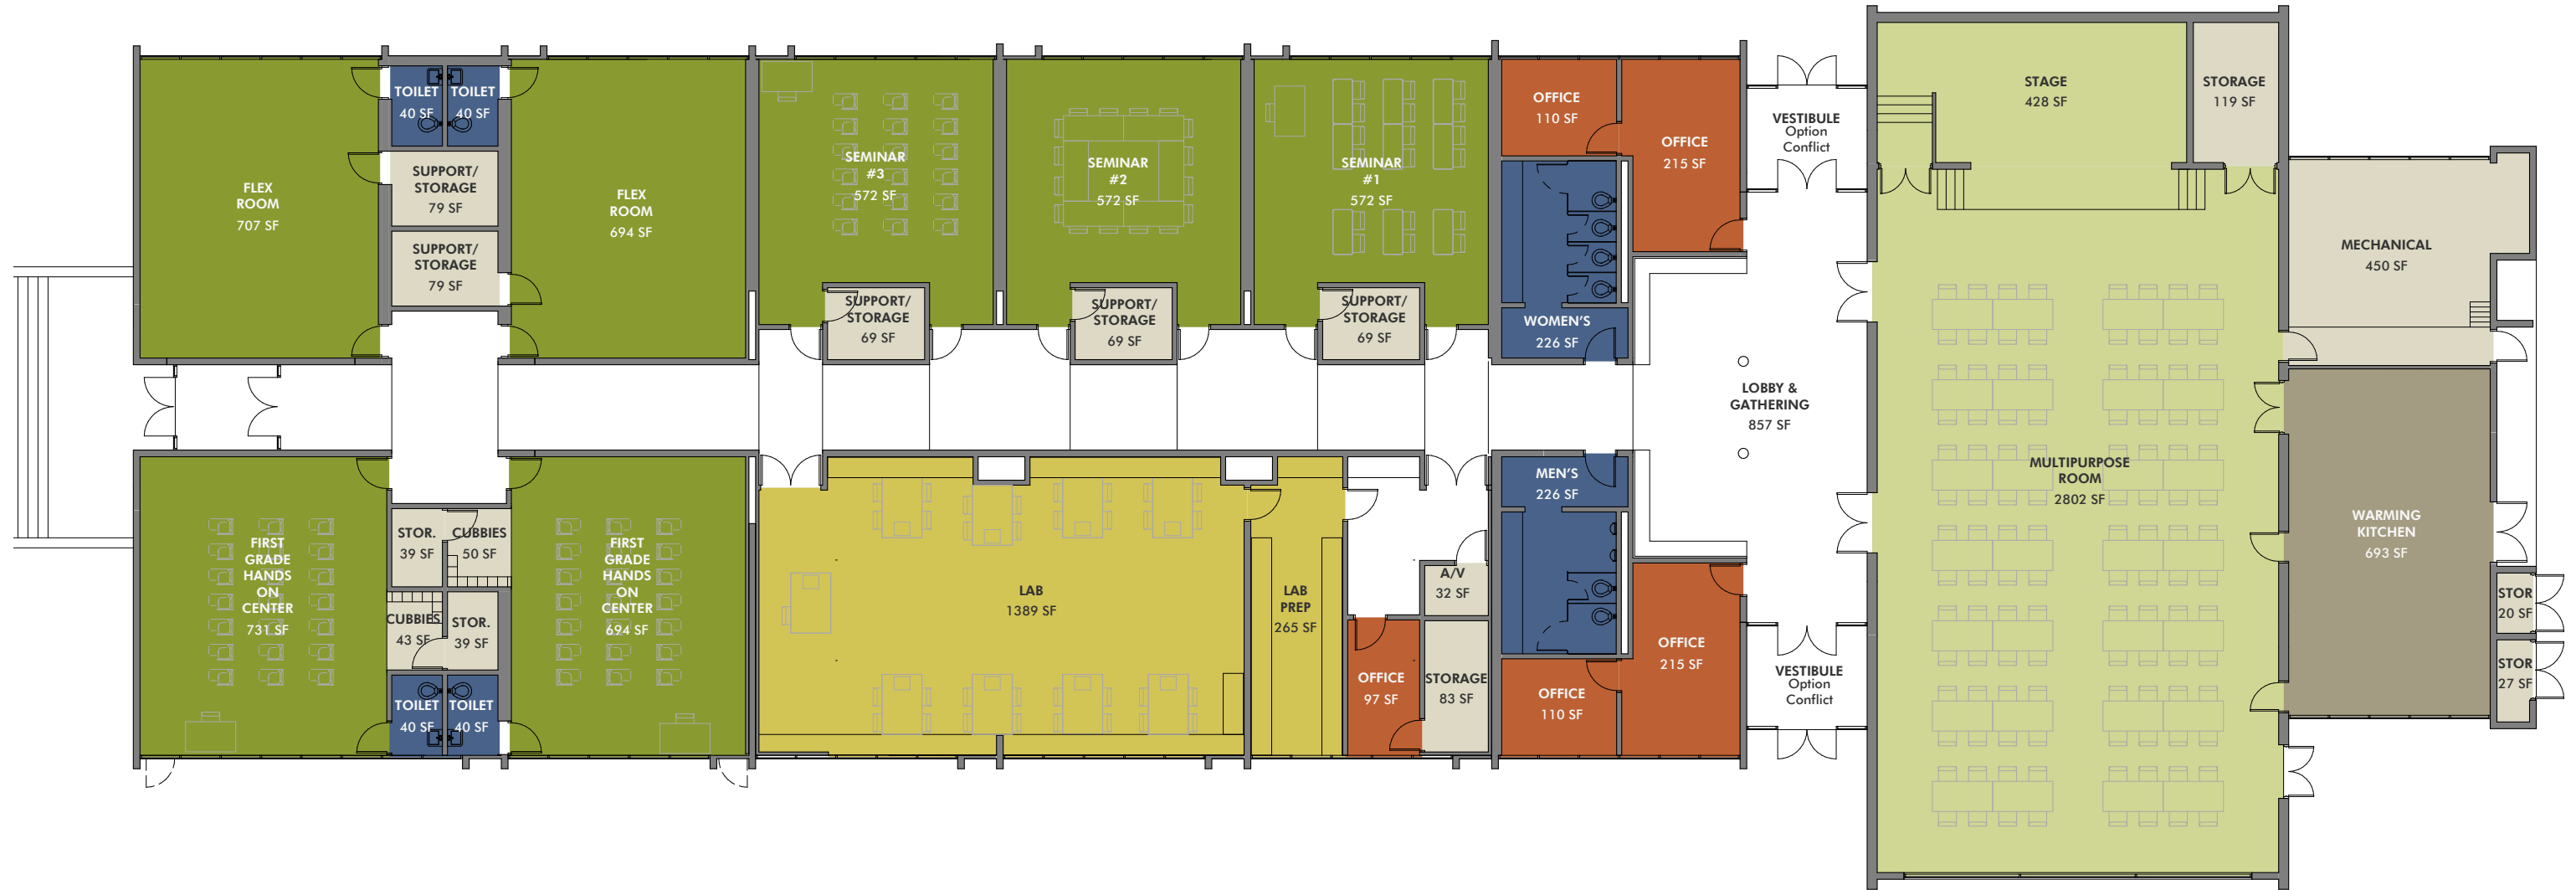 TOILET
40 SF
TOILET
40 SF
SUPPORT/
STORAGE
79 SF
SUPPORT/
STORAGE
79 SF
FLEX
ROOM
707 SF
FLEX
ROOM
694 SF
SEMINAR
#3
572 SF
SEMINAR
#2
572 SF
SEMINAR
#1
572 SF
SUPPORT/
STORAGE
69 SF
SUPPORT/
STORAGE
69 SF
SUPPORT/
STORAGE
69 SF
OFFICE
110 SF
OFFICE
215 SF
WOMEN'S
226 SF
VESTIBULE
Option
Conflict
STAGE
428 SF
STORAGE
119 SF
MECHANICAL
450 SF
LOBBY &
GATHERING
857 SF
MULTIPURPOSE
ROOM
2802 SF
WARMING
KITCHEN
693 SF
STOR
20 SF
STOR
27 SF
FIRST
GRADE
HANDS
ON
CENTER
731 SF
STOR.
39 SF
CUBBIES
50 SF
CUBBIES
43 SF
STOR.
39 SF
TOILET
40 SF
TOILET
40 SF
FIRST
GRADE
HANDS
ON
CENTER
694 SF
LAB
1389 SF
LAB
PREP
265 SF
A/V
32 SF
OFFICE
97 SF
STORAGE
83 SF
MEN'S
226 SF
OFFICE
110 SF
OFFICE
215 SF
VESTIBULE
Option
Conflict